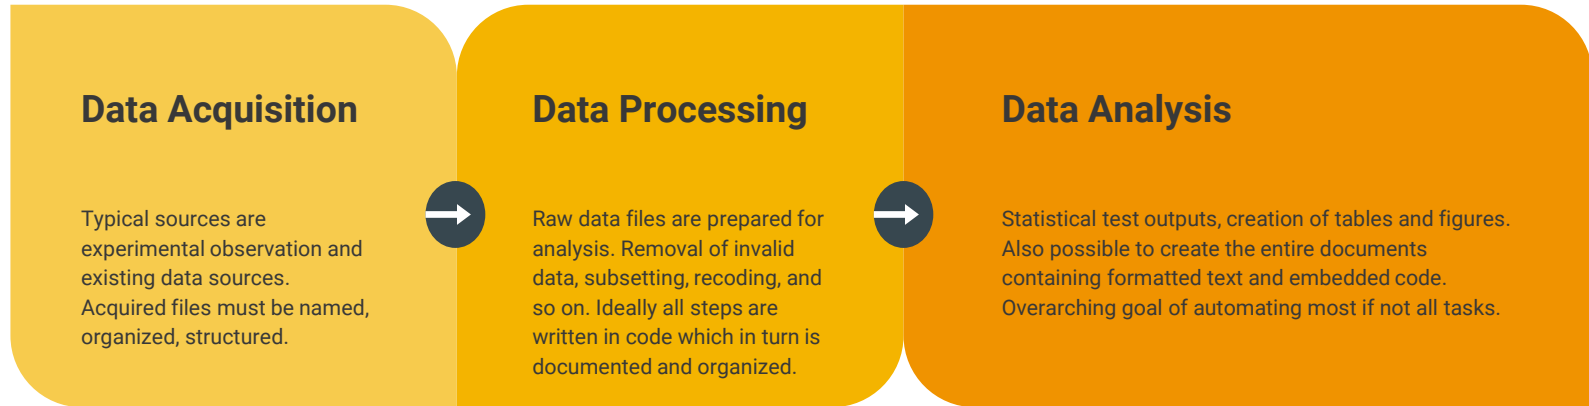 Data Acquisition
Typical sources are
experimental observation and
existing data sources.
Acquired files must be named,
organized, structured.
Data Processing
Raw data files are prepared for
analysis. Removal of invalid
data, subsetting, recoding, and
so on. Ideally all steps are
written in code which in turn is
documented and organized.
Data Analysis
Statistical test outputs, creation of tables and figures.
Also possible to create the entire documents
containing formatted text and embedded code.
Overarching goal of automating most if not all tasks.